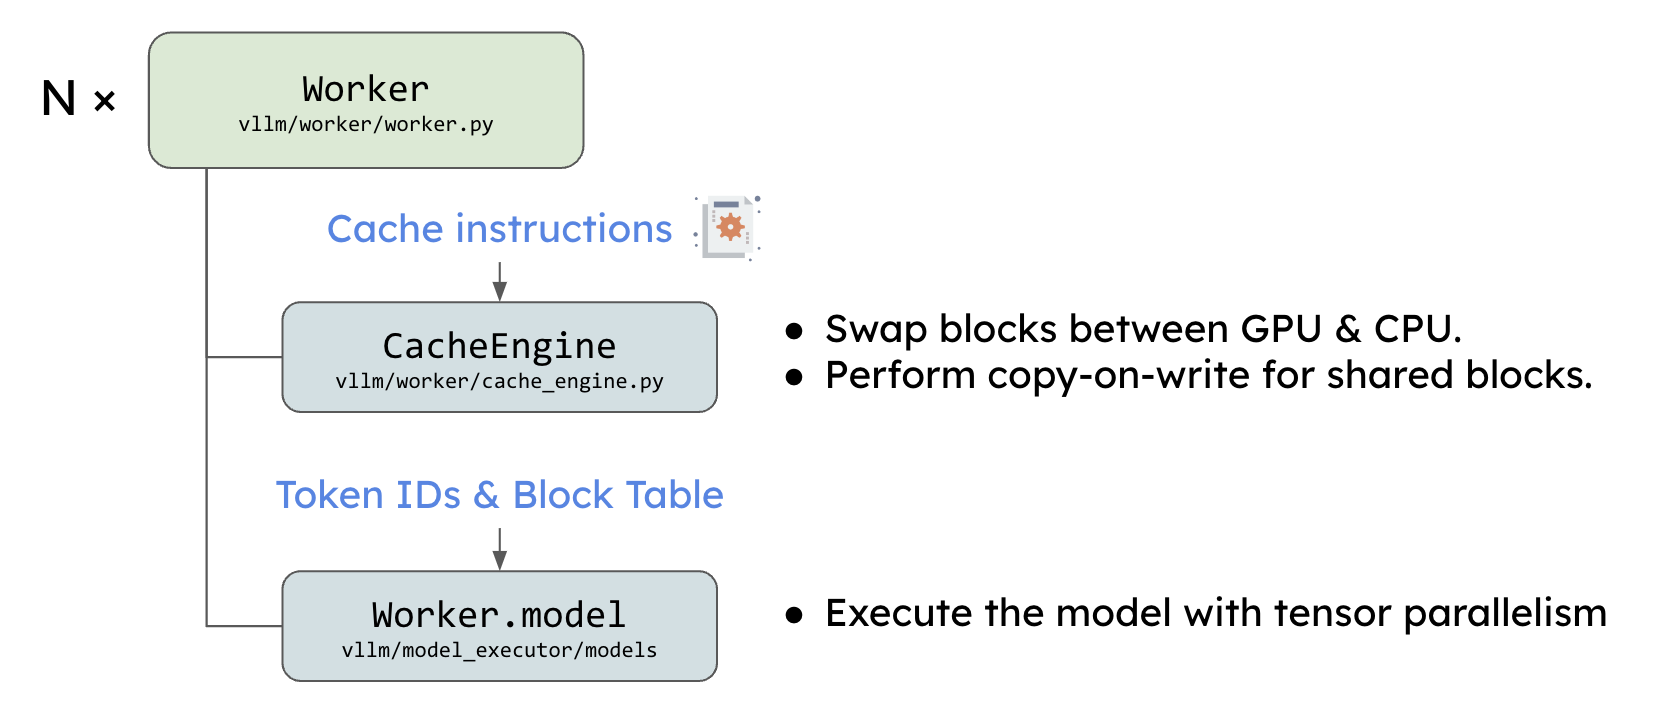 N ×
Worker
vllm/worker/worker.py
Cache instructions
CacheEngine
vllm/worker/cache_engine.py
● Swap blocks between GPU & CPU.
● Perform copy-on-write for shared blocks.
Token IDs & Block Table
Worker.model
vllm/model_executor/models
● Execute the model with tensor parallelism